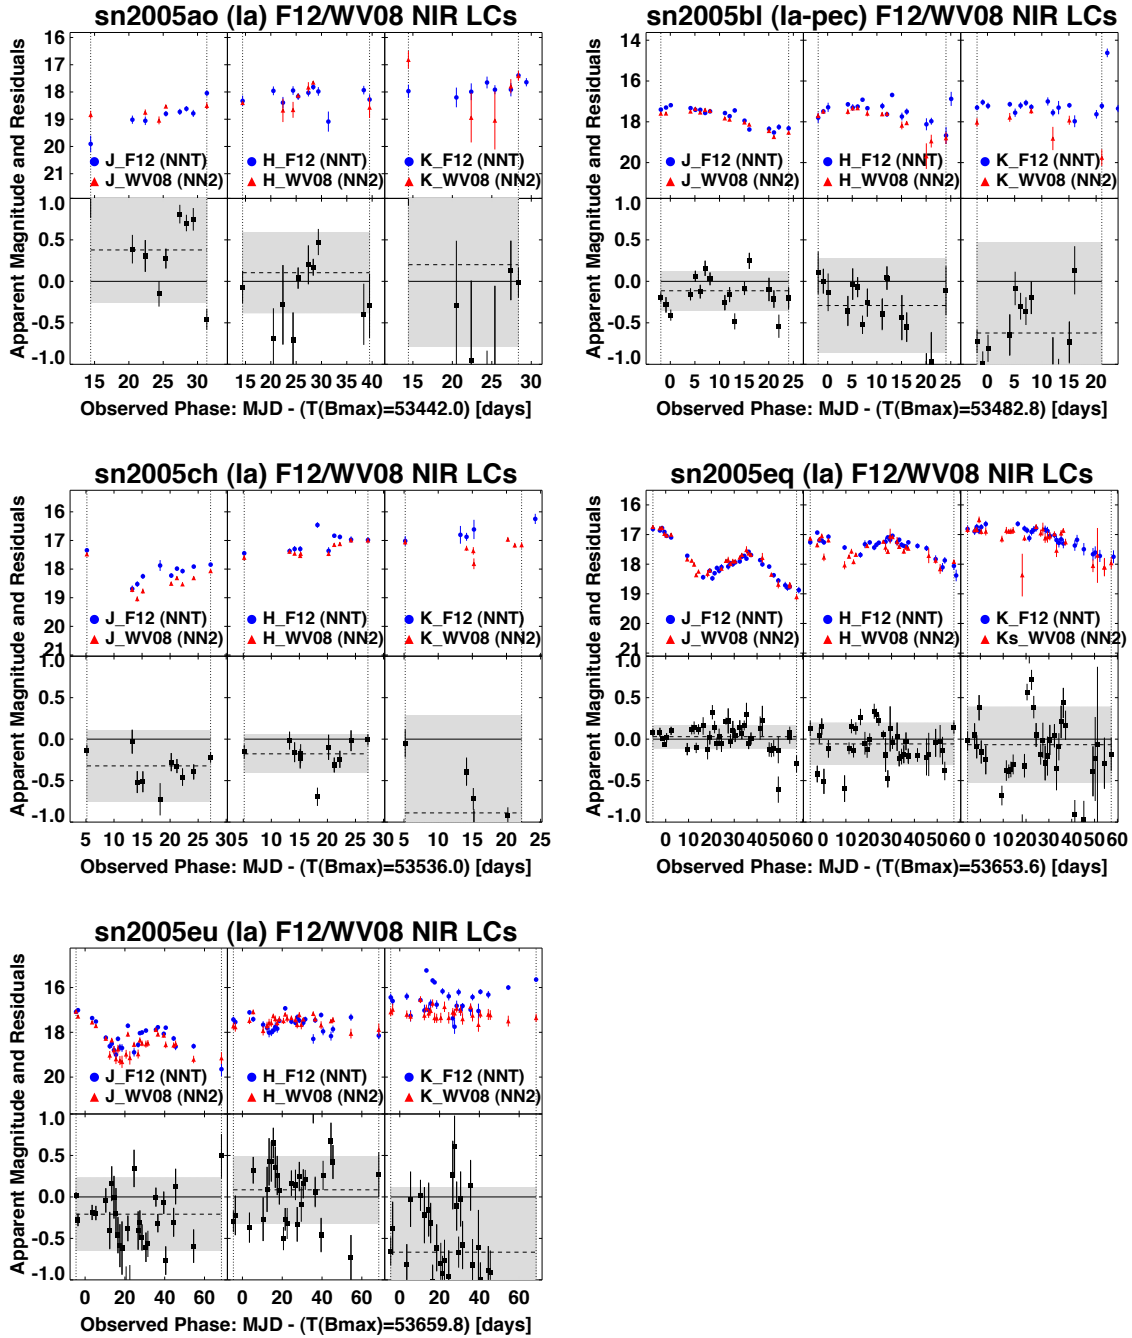 sn2005ao (Ia) F12/WV08 NIR LCs
Apparent Magnitude and Residuals
16
17
18
19
20
21
J_F12 (NNT)
J_WV08 (NN2)
H_F12 (NNT)
H_WV08 (NN2)
K_F12 (NNT)
K_WV08 (NN2)
1.0
0.5
0.0
-0.5
-1.0
15 20 25 30 15 20 25 30 35 40 15 20 25 30
Observed Phase: MJD - (T(Bmax)=53442.0) [days]
sn2005bl (Ia-pec) F12/WV08 NIR LCs
Apparent Magnitude and Residuals
14
16
18
20
J_F12 (NNT)
J_WV08 (NN2)
H_F12 (NNT)
H_WV08 (NN2)
K_F12 (NNT)
K_WV08 (NN2)
1.0
0.5
0.0
-0.5
-1.0
0 5 10 15 20 25 0 5 10 15 20 25 0 5 10 15 20
Observed Phase: MJD - (T(Bmax)=53482.8) [days]
sn2005ch (Ia) F12/WV08 NIR LCs
Apparent Magnitude and Residuals
16
17
18
19
20
21
J_F12 (NNT)
J_WV08 (NN2)
H_F12 (NNT)
H_WV08 (NN2)
K_F12 (NNT)
K_WV08 (NN2)
1.0
0.5
0.0
-0.5
-1.0
5 10 15 20 25 30 5 10 15 20 25 30 5 10 15 20 25
Observed Phase: MJD - (T(Bmax)=53536.0) [days]
sn2005eq (Ia) F12/WV08 NIR LCs
Apparent Magnitude and Residuals
16
17
18
19
20
21
J_F12 (NNT)
J_WV08 (NN2)
H_F12 (NNT)
H_WV08 (NN2)
K_F12 (NNT)
Ks_WV08 (NN2)
1.0
0.5
0.0
-0.5
-1.0
0 10 20 30 40 50 60 0 10 20 30 40 50 60 0 10 20 30 40 50 60
Observed Phase: MJD - (T(Bmax)=53653.6) [days]
sn2005eu (Ia) F12/WV08 NIR LCs
Apparent Magnitude and Residuals
16
18
20
J_F12 (NNT)
J_WV08 (NN2)
H_F12 (NNT)
H_WV08 (NN2)
K_F12 (NNT)
K_WV08 (NN2)
1.0
0.5
0.0
-0.5
-1.0
0 20 40 60 0 20 40 60 0 20 40 60
Observed Phase: MJD - (T(Bmax)=53659.8) [days]